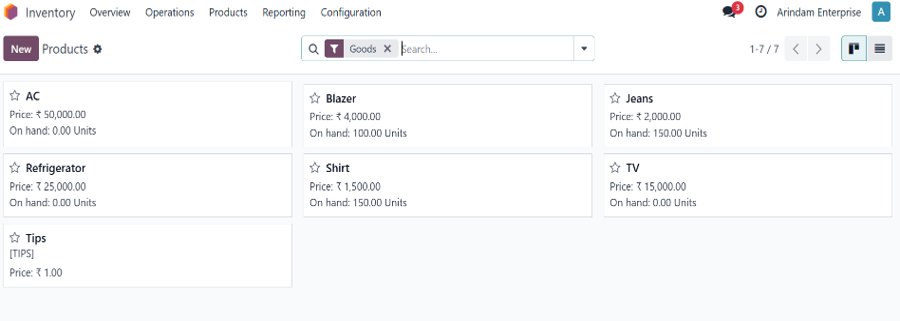 Inventory Overview Operations Products Reporting Configuration 3 Arindam Enterprise A
New Products Goods Search... 1-7 / 7
AC
Price: ₹ 50,000.00
On hand: 0.00 Units
Blazer
Price: ₹ 4,000.00
On hand: 100.00 Units
Jeans
Price: ₹ 2,000.00
On hand: 150.00 Units
Refrigerator
Price: ₹ 25,000.00
On hand: 0.00 Units
Shirt
Price: ₹ 1,500.00
On hand: 150.00 Units
TV
Price: ₹ 15,000.00
On hand: 0.00 Units
Tips
[TIPS]
Price: ₹ 1.00